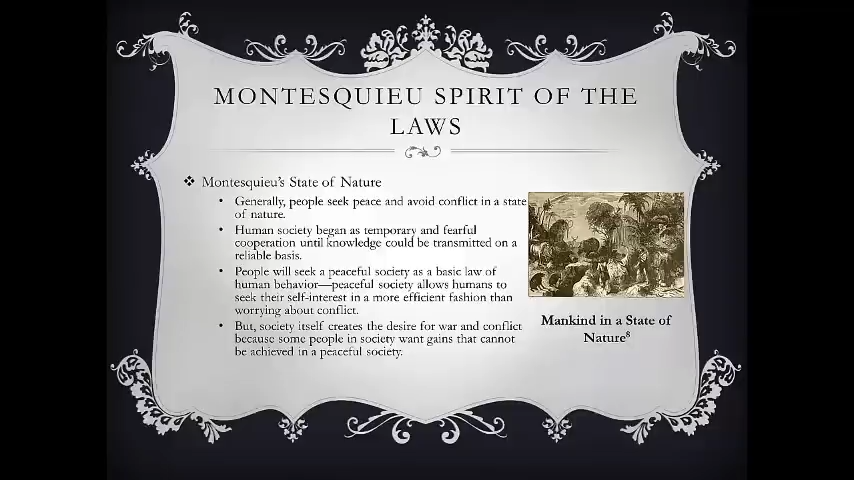 MONTESQUIEU SPIRIT OF THE
LAWS
❖ Montesquieu's State of Nature
• Generally, people seek peace and avoid conflict in a state
of nature.
• Human society began as temporary and fearful
cooperation until knowledge could be transmitted on a
reliable basis.
• People will seek a peaceful society as a basic law of
human behavior—peaceful society allows humans to
seek their self-interest in a more efficient fashion than
worrying about conflict.
• But, society itself creates the desire for war and conflict
because some people in society want gains that cannot
be achieved in a peaceful society.
Mankind in a State of
Nature⁸